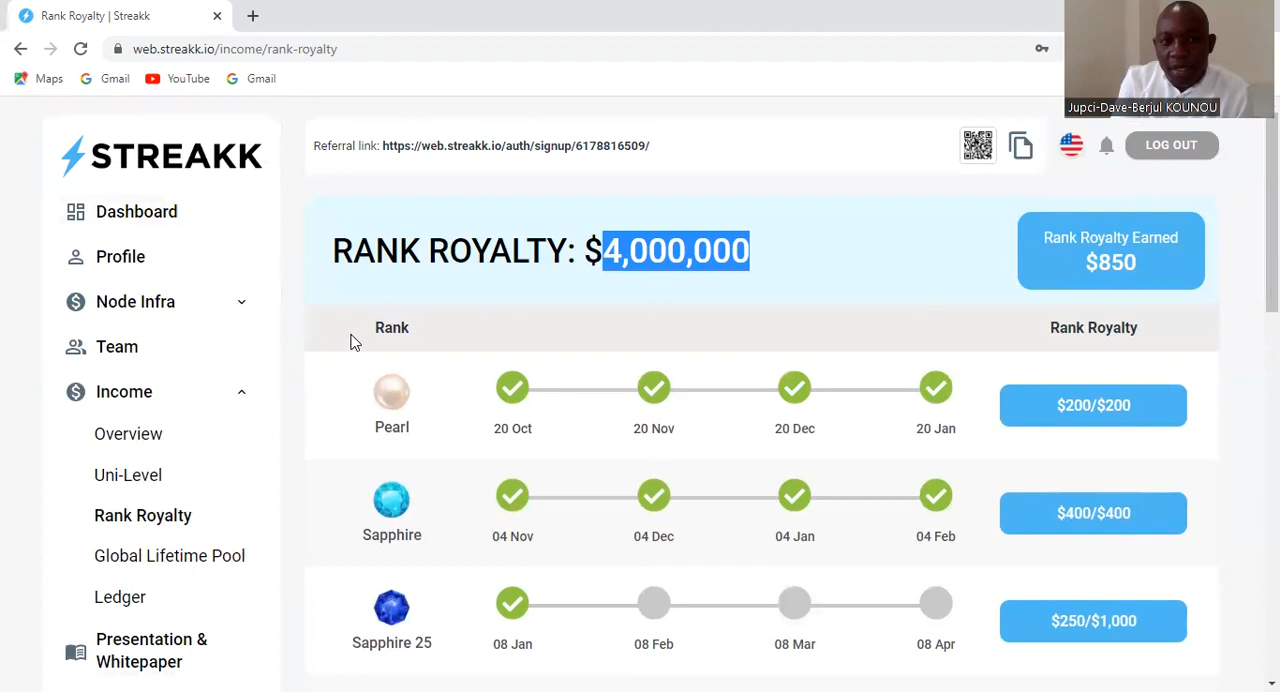 Rank Royalty | Streakk
web.streakk.io/income/rank-royalty
Maps
Gmail
YouTube
Gmail
Jupci-Dave-Berjul KOUNOU
STREAKK
Referral link: https://web.streakk.io/auth/signup/6178816509/
LOG OUT
Dashboard
Profile
Node Infra
Team
Income
Overview
Uni-Level
Rank Royalty
Global Lifetime Pool
Ledger
Presentation &
Whitepaper
RANK ROYALTY: $4,000,000
Rank Royalty Earned
$850
Rank
Rank Royalty
Pearl
20 Oct
20 Nov
20 Dec
20 Jan
$200/$200
Sapphire
04 Nov
04 Dec
04 Jan
04 Feb
$400/$400
Sapphire 25
08 Jan
08 Feb
08 Mar
08 Apr
$250/$1,000